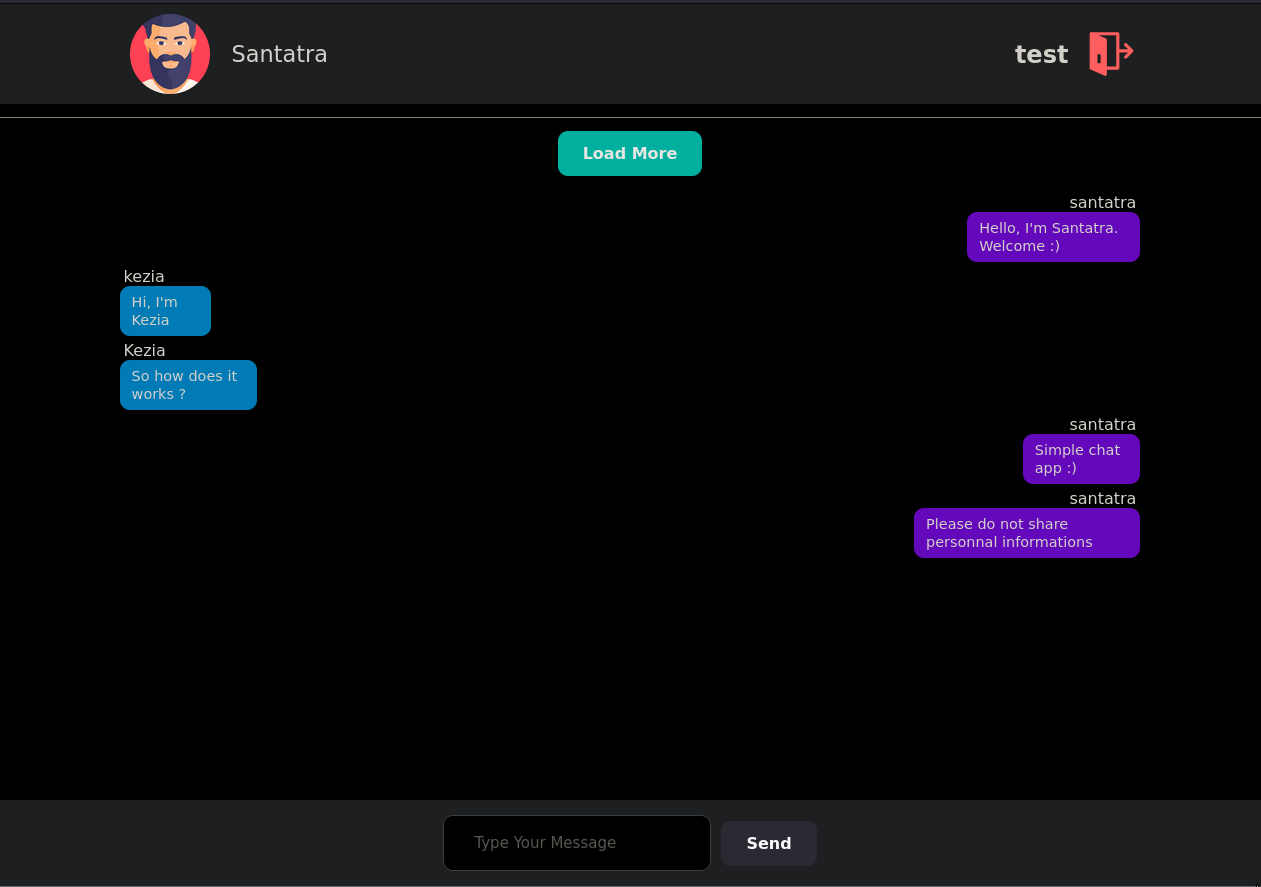 Santatra
test
Load More
santatra
Hello, I'm Santatra.
Welcome :)
kezia
Hi, I'm
Kezia
Kezia
So how does it
works ?
santatra
Simple chat
app :)
santatra
Please do not share
personnal informations
Type Your Message
Send